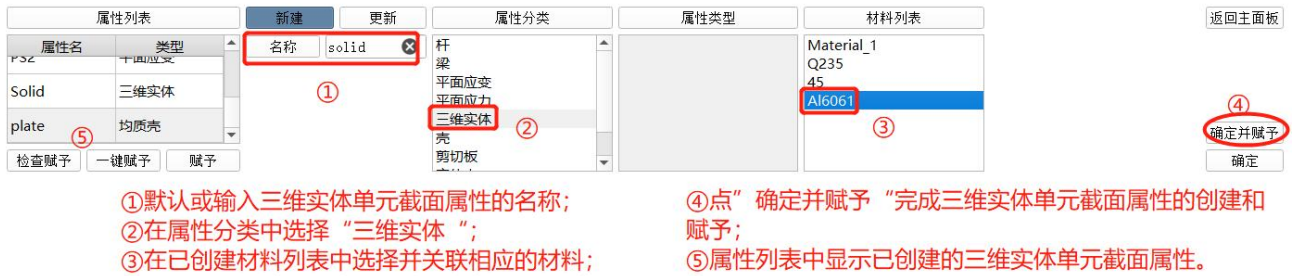 属性列表 新建 更新 属性分类 属性类型 材料列表 返回主面板
属性名 类型 名称 solid 杆 Material_1
PS2 平面应变 梁 Q235
平面应变 45
Solid 三维实体 ① 平面应力 Al6061 ④
三维实体 ② ③
plate 均质壳 ⑤ 壳 确定并赋予
检查赋予 一键赋予 赋予 剪切板 确定
①默认或输入三维实体单元截面属性的名称；
②在属性分类中选择“三维实体“；
③在已创建材料列表中选择并关联相应的材料；
④点”确定并赋予“完成三维实体单元截面属性的创建和
赋予；
⑤属性列表中显示已创建的三维实体单元截面属性。